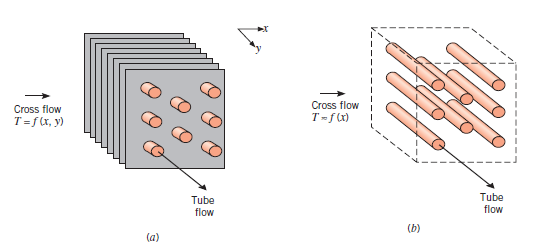 x
y
Cross flow
T = f (x, y)
Tube
flow
(a)
Cross flow
T ≈ f (x)
Tube
flow
(b)